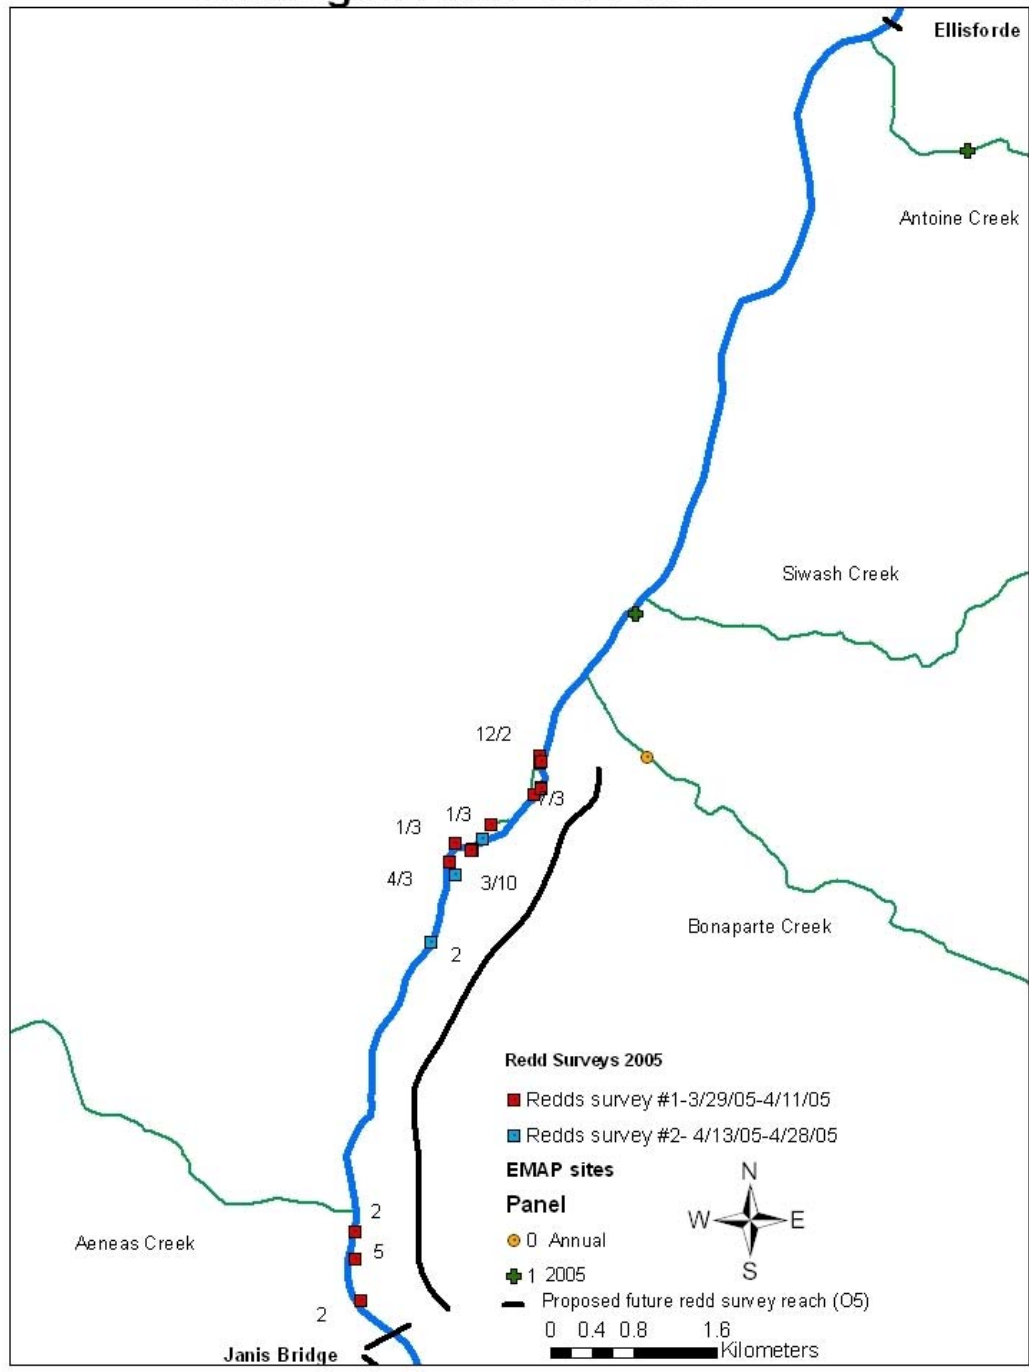 Ellisforde
Antoine Creek
Siwash Creek
12/2
7/3
1/3
1/3
4/3
3/10
Bonaparte Creek
2
Redd Surveys 2005
Redds survey #1-3/29/05-4/11/05
Redds survey #2- 4/13/05-4/28/05
EMAP sites
Panel
N
W E
S
0 Annual
1 2005
Proposed future redd survey reach (O5)
0 0.4 0.8 1.6
Kilometers
2
Aeneas Creek
5
2
Janis Bridge